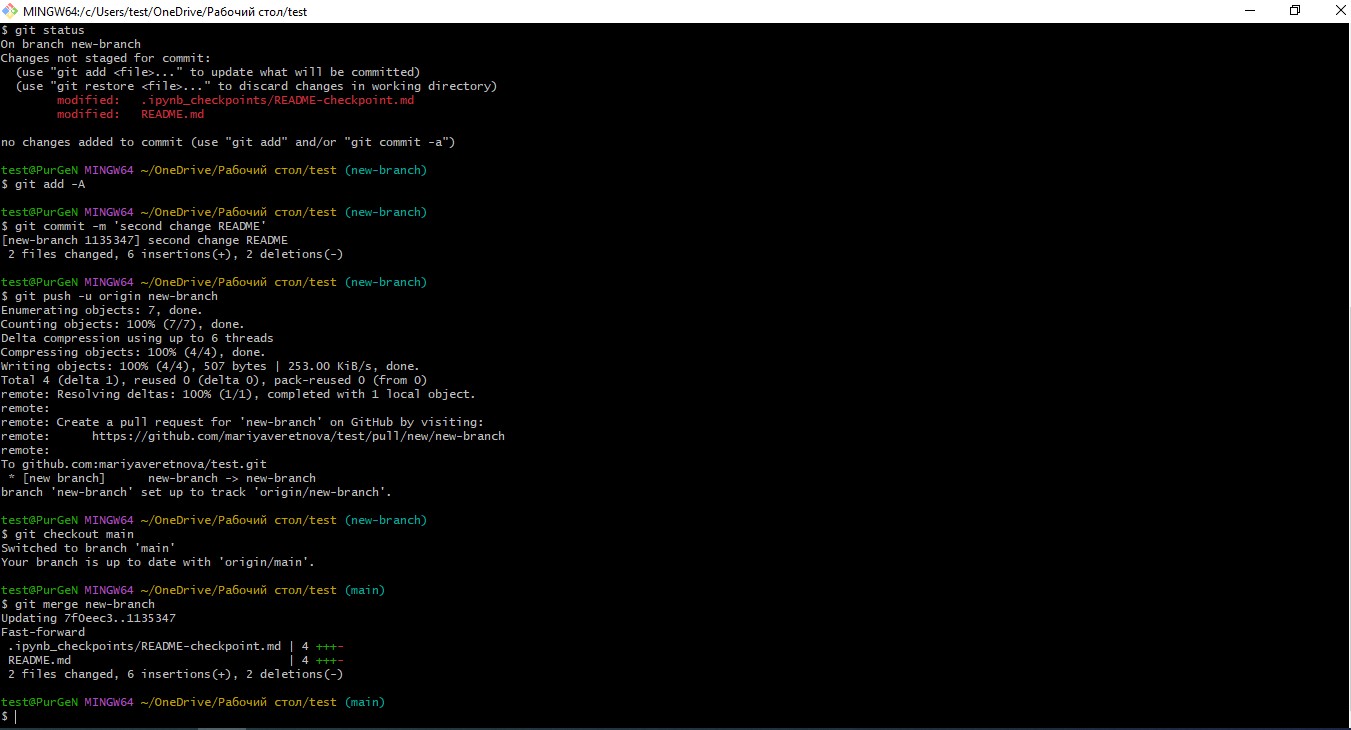 MINGW64:/c/Users/test/OneDrive/Рабочий стол/test
$ git status
On branch new-branch
Changes not staged for commit:
  (use "git add <file>..." to update what will be committed)
  (use "git restore <file>..." to discard changes in working directory)
        modified:   .ipynb_checkpoints/README-checkpoint.md
        modified:   README.md

no changes added to commit (use "git add" and/or "git commit -a")

test@PurGeN MINGW64 ~/OneDrive/Рабочий стол/test (new-branch)
$ git add -A

test@PurGeN MINGW64 ~/OneDrive/Рабочий стол/test (new-branch)
$ git commit -m 'second change README'
[new-branch 1135347] second change README
 2 files changed, 6 insertions(+), 2 deletions(-)

test@PurGeN MINGW64 ~/OneDrive/Рабочий стол/test (new-branch)
$ git push -u origin new-branch
Enumerating objects: 7, done.
Counting objects: 100% (7/7), done.
Delta compression using up to 6 threads
Compressing objects: 100% (4/4), done.
Writing objects: 100% (4/4), 507 bytes | 253.00 KiB/s, done.
Total 4 (delta 1), reused 0 (delta 0), pack-reused 0 (from 0)
remote: Resolving deltas: 100% (1/1), completed with 1 local object.
remote:
remote: Create a pull request for 'new-branch' on GitHub by visiting:
remote:      https://github.com/mariyaveretnova/test/pull/new/new-branch
remote:
To github.com:mariyaveretnova/test.git
 * [new branch]      new-branch -> new-branch
branch 'new-branch' set up to track 'origin/new-branch'.

test@PurGeN MINGW64 ~/OneDrive/Рабочий стол/test (new-branch)
$ git checkout main
Switched to branch 'main'
Your branch is up to date with 'origin/main'.

test@PurGeN MINGW64 ~/OneDrive/Рабочий стол/test (main)
$ git merge new-branch
Updating 7f0eec3..1135347
Fast-forward
 .ipynb_checkpoints/README-checkpoint.md | 4 +++-
 README.md                               | 4 +++-
 2 files changed, 6 insertions(+), 2 deletions(-)

test@PurGeN MINGW64 ~/OneDrive/Рабочий стол/test (main)
$